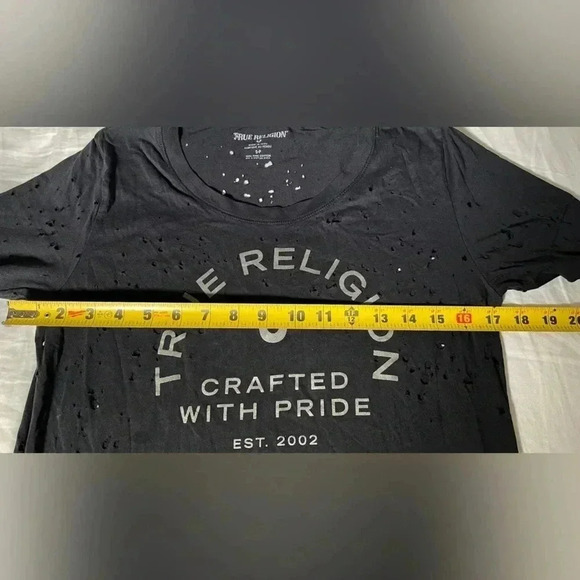 TRUE RELIGION
S-P
TRUE RELIGION
2 3 4 5 6 7 8 9 10 11 12 13 14 15 16 17 18 19 20
CRAFTED
WITH PRIDE
EST. 2002